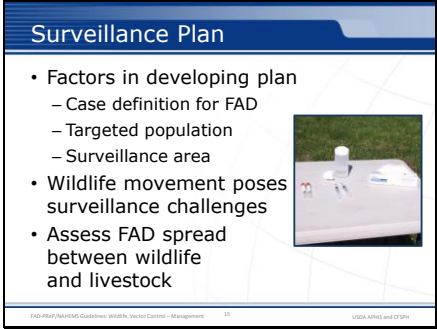 Surveillance Plan
• Factors in developing plan
– Case definition for FAD
– Targeted population
– Surveillance area
• Wildlife movement poses
surveillance challenges
• Assess FAD spread
between wildlife
and livestock
FAD-PReP/NAHEMS Guidelines: Wildlife, Vector Control – Management 15 USDA APHIS and CFSPH